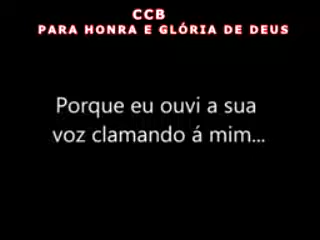 CCB
PARA HONRA E GLÓRIA DE DEUS
Porque eu ouvi a sua
voz clamando á mim...